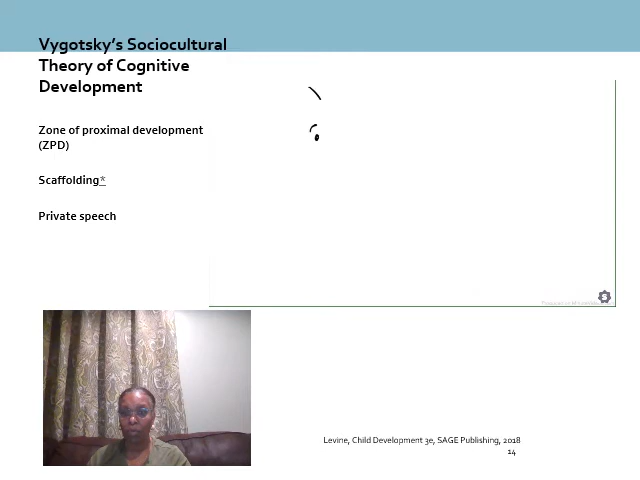 Vygotsky's Sociocultural
Theory of Cognitive
Development
Zone of proximal development
(ZPD)
Scaffolding*
Private speech
Levine, Child Development 3e, SAGE Publishing, 2018
14